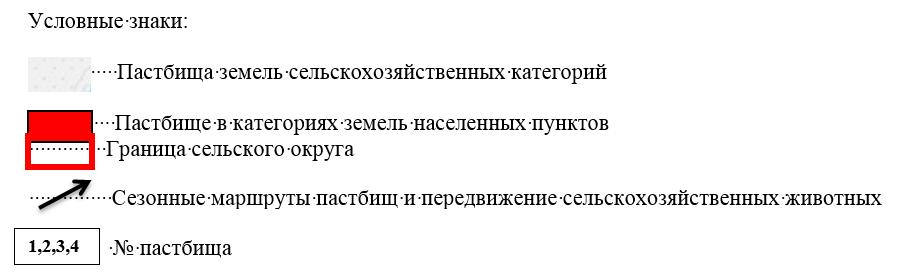 Условные знаки:
Пастбища земель сельскохозяйственных категорий
Пастбище в категориях земель населенных пунктов
Граница сельского округа
Сезонные маршруты пастбищ и передвижение сельскохозяйственных животных
1,2,3,4 № пастбища